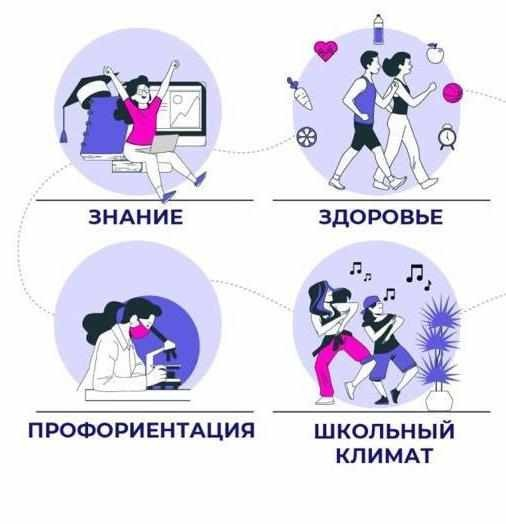 ЗНАНИЕ
ЗДОРОВЬЕ
ПРОФОРИЕНТАЦИЯ
ШКОЛЬНЫЙ
КЛИМАТ